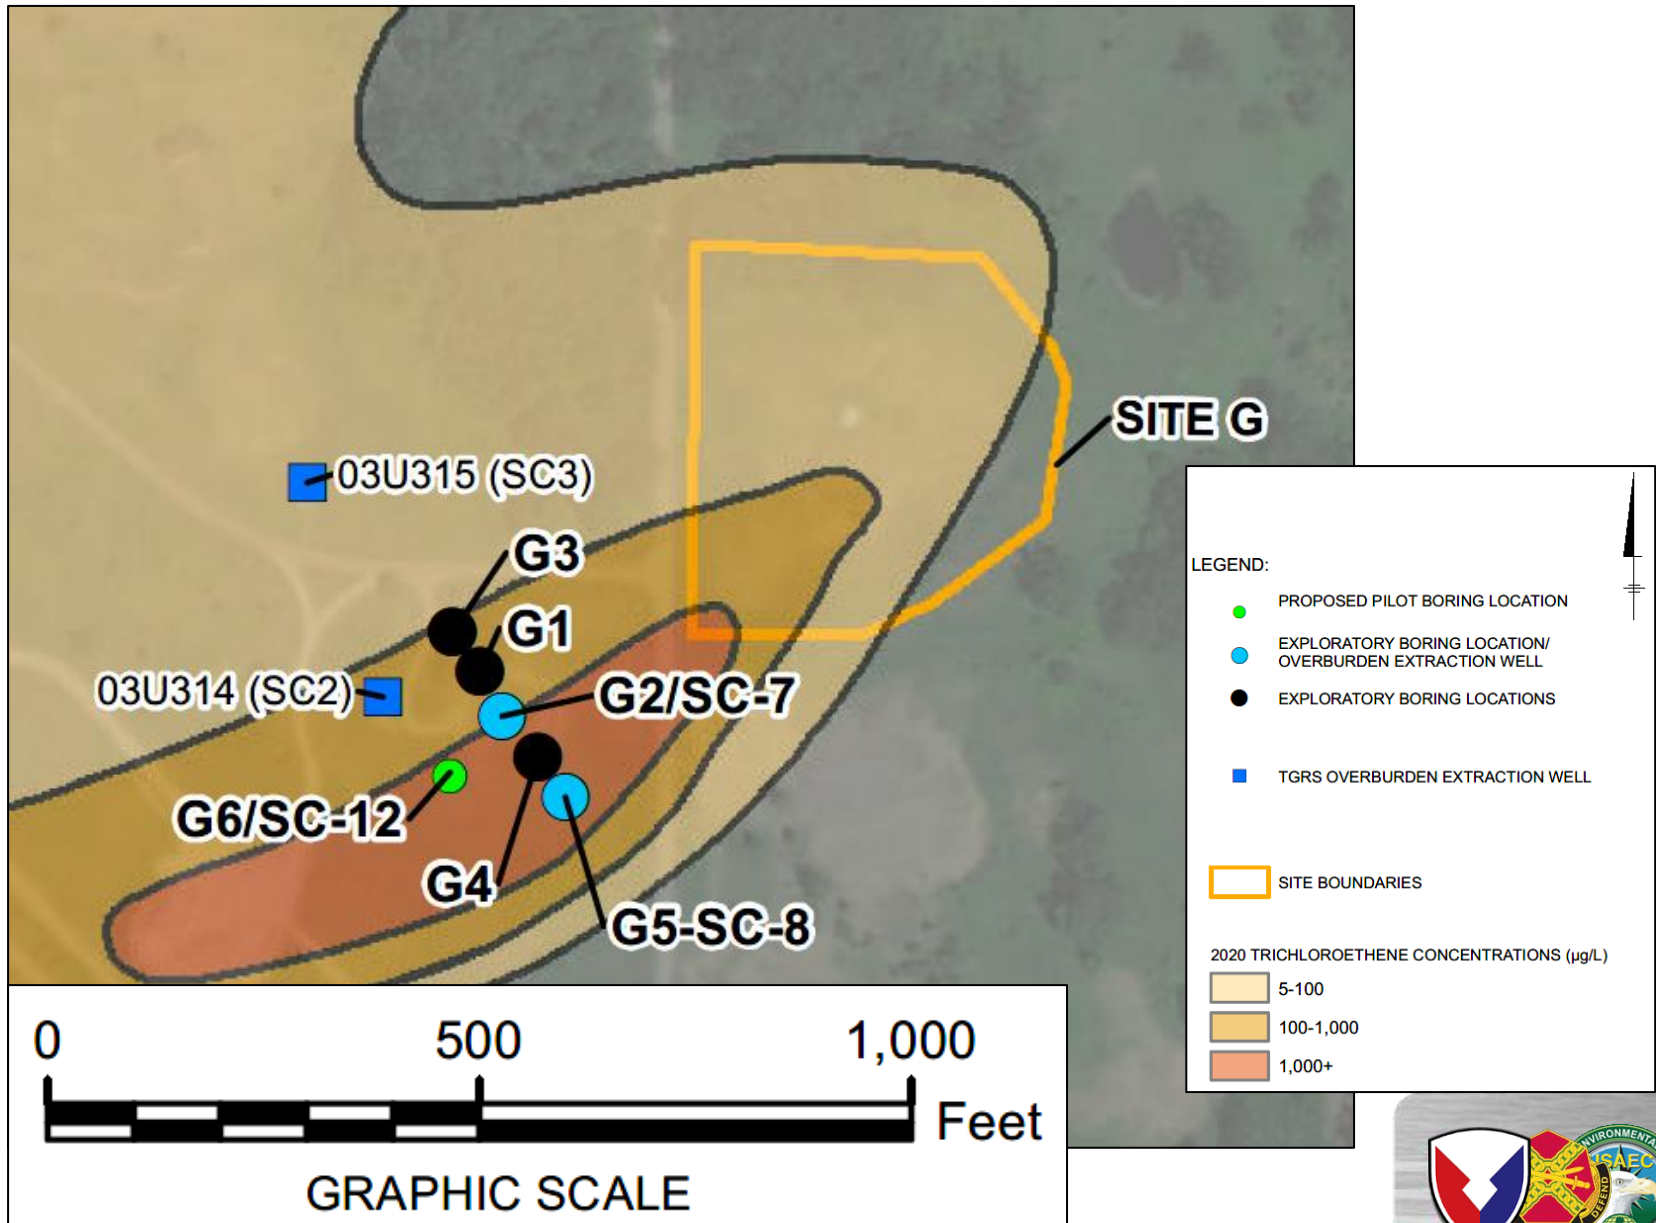 SITE G
03U315 (SC3)
G3
G1
03U314 (SC2)
G2/SC-7
G6/SC-12
G4
G5-SC-8
LEGEND:
PROPOSED PILOT BORING LOCATION
EXPLORATORY BORING LOCATION/
OVERBURDEN EXTRACTION WELL
EXPLORATORY BORING LOCATIONS
TGRS OVERBURDEN EXTRACTION WELL
SITE BOUNDARIES
2020 TRICHLOROETHENE CONCENTRATIONS (µg/L)
5-100
100-1,000
1,000+
0 500 1,000
Feet
GRAPHIC SCALE
USAEC
DEFEND